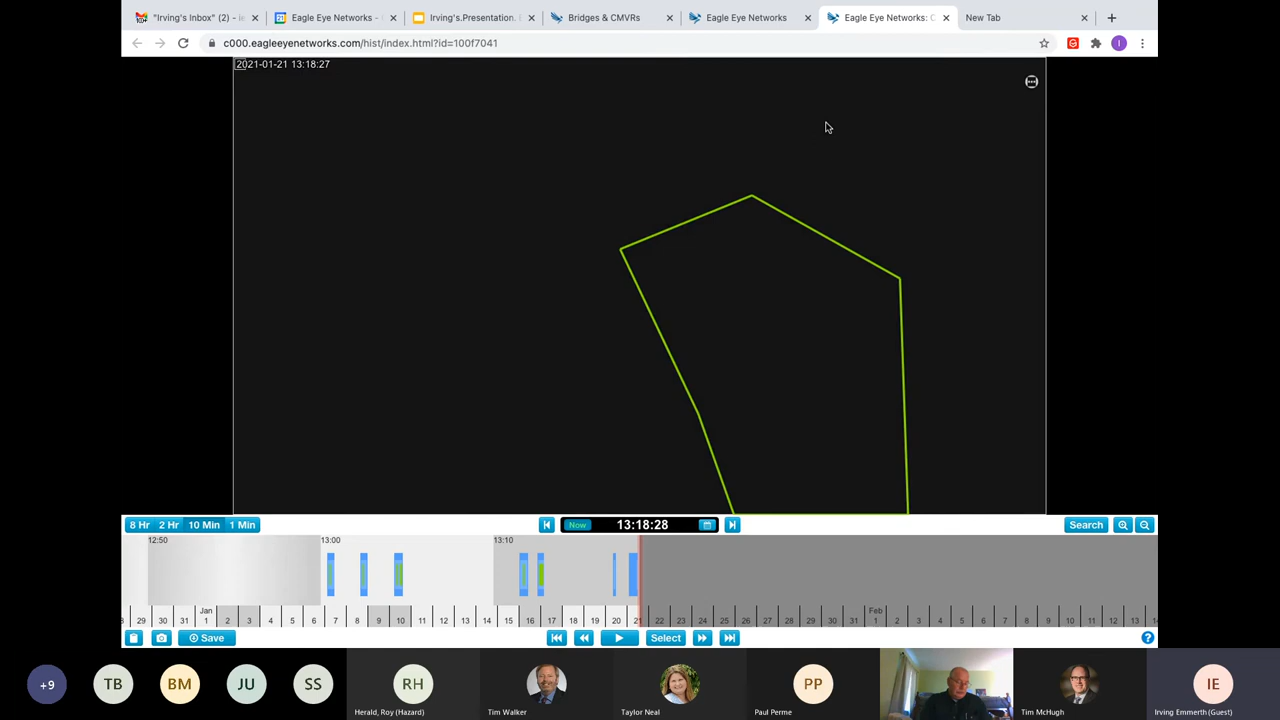 "Irving's Inbox" (2) - i
Eagle Eye Networks -
Irving's.Presentation. E
Bridges & CMVRs
Eagle Eye Networks
Eagle Eye Networks: C
New Tab
c000.eagleeyenetworks.com/hist/index.html?id=100f7041
I
2021-01-21 13:18:27
8 Hr 2 Hr 10 Min 1 Min
Now 13:18:28
Search
12:50 13:00 13:10
Jan Feb
29 30 31 1 2 3 4 5 6 7 8 9 10 11 12 13 14 15 16 17 18 19 20 21 22 23 24 25 26 27 28 29 30 31 1 2 3 4 5 6 7 8 9 10 11 12 13
Save
Select
?
+9 TB BM JU SS RH PP IE
Herald, Roy (Hazard) Tim Walker Taylor Neal Paul Perme Tim McHugh Irving Emmerth (Guest)